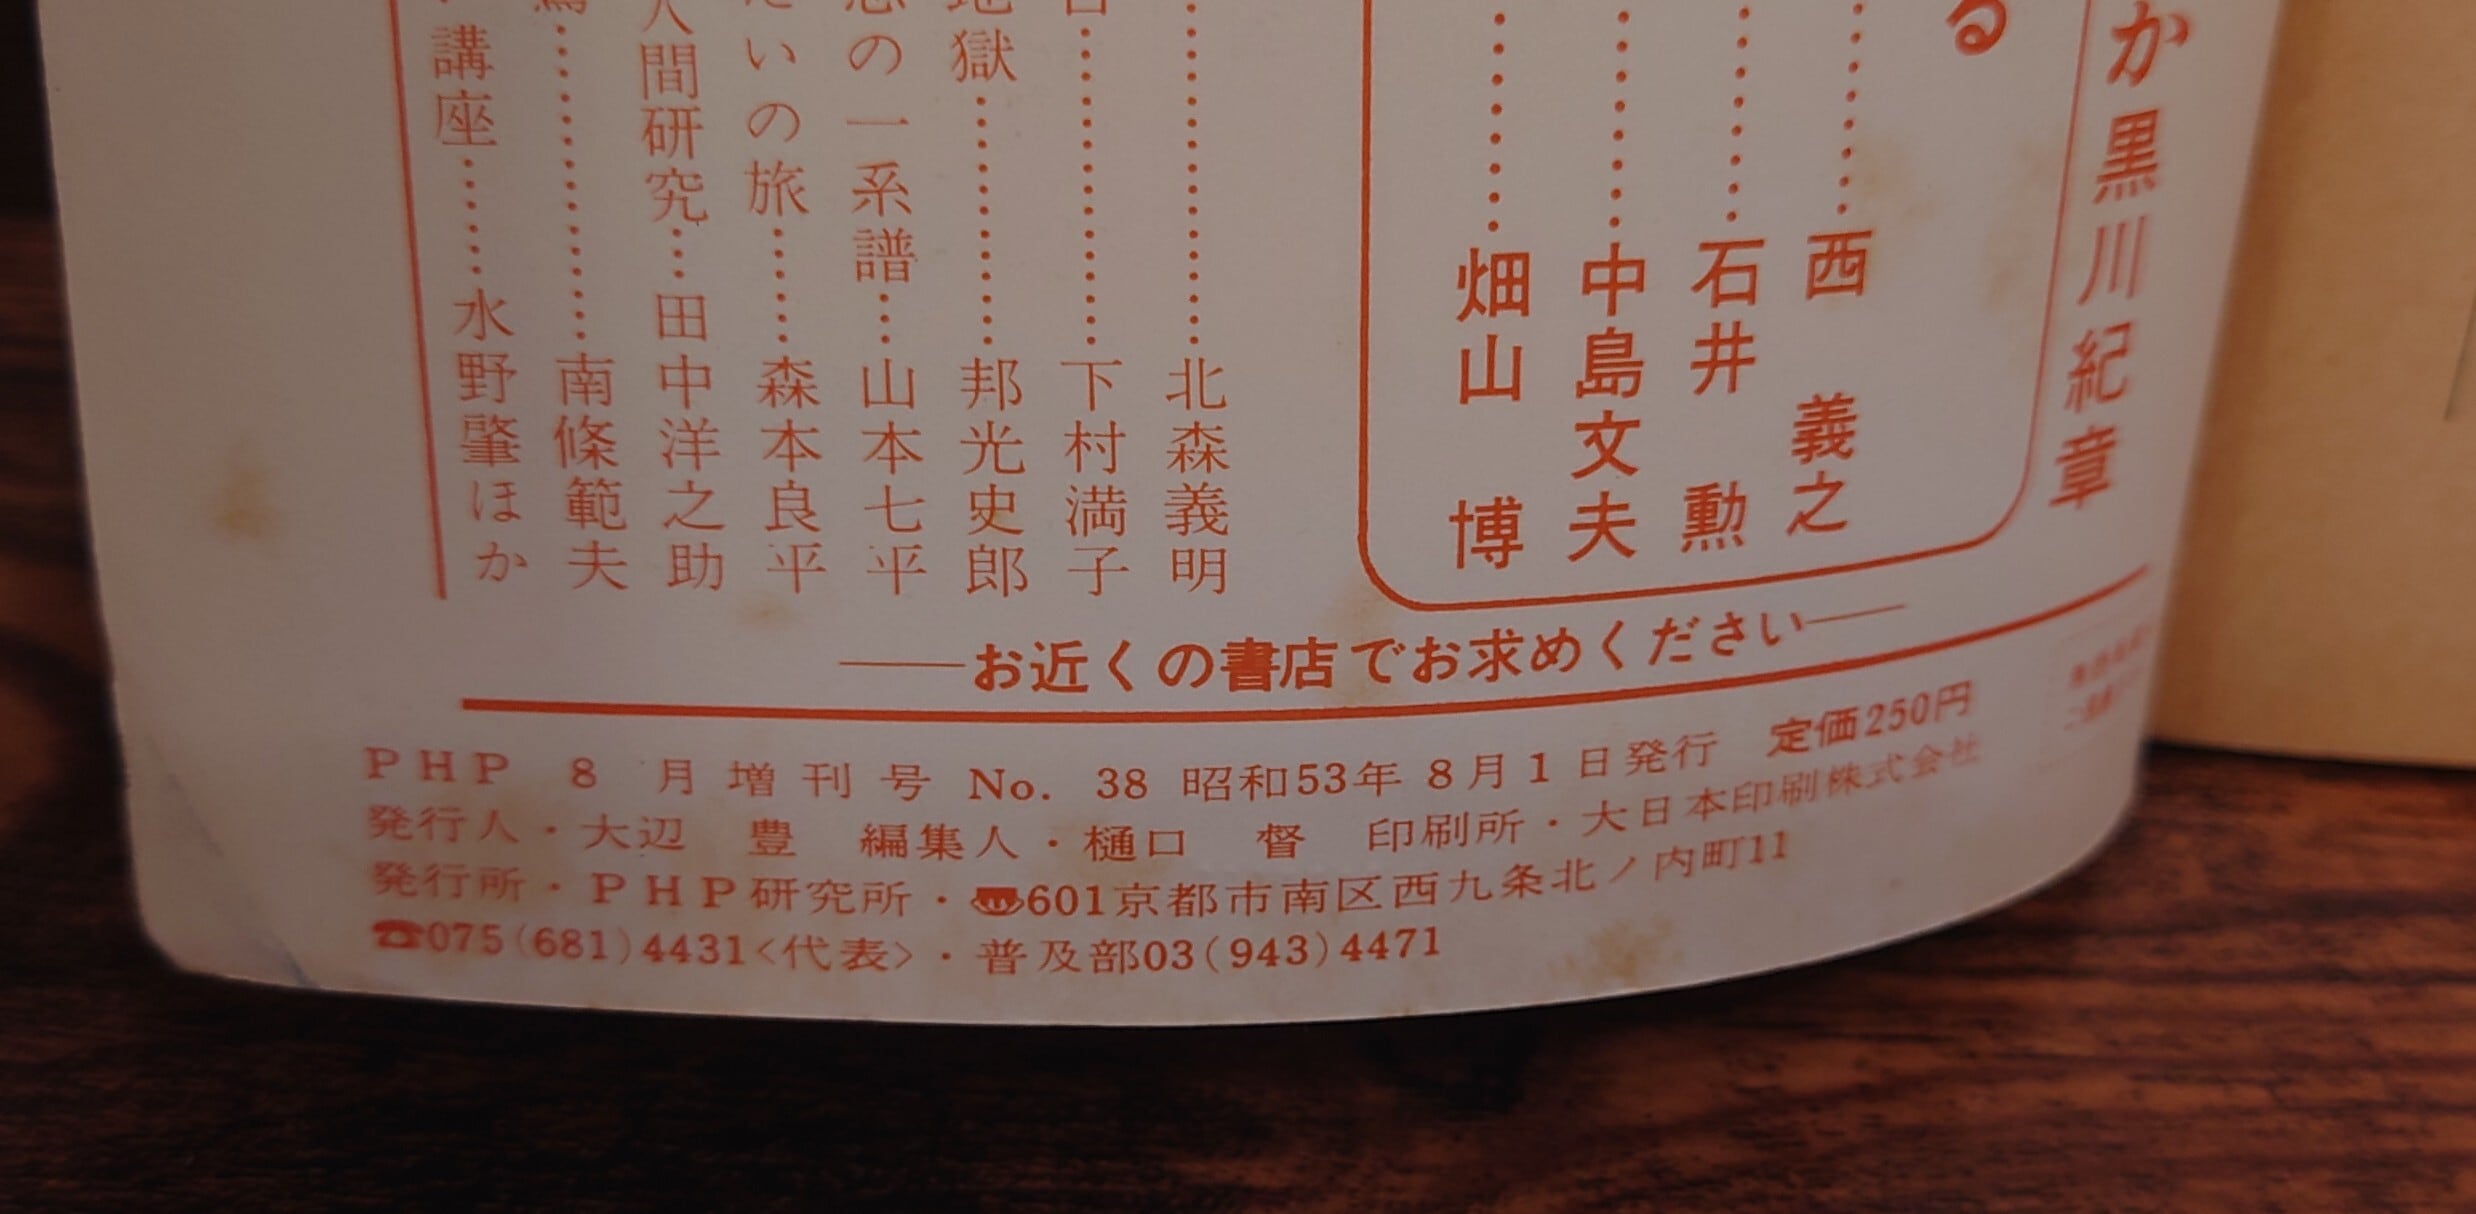 か 黒川紀章
る
西 義之
石井 勲
中島文夫
畑山 博
北森義明
下村満子
地獄 邦光史郎
の一系譜 山本七平
いの旅 森本良平
人間研究 田中洋之助
南條範夫
講座 水野肇ほか
お近くの書店でお求めください
PHP 8月増刊号 No. 38 昭和53年8月1日発行 定価250円
発行人・大辺 豊 編集人・樋口 督 印刷所・大日本印刷株式会社
発行所・PHP研究所・601京都市南区西九条北ノ内町11
☎075(681)4431<代表>・普及部03(943)4471